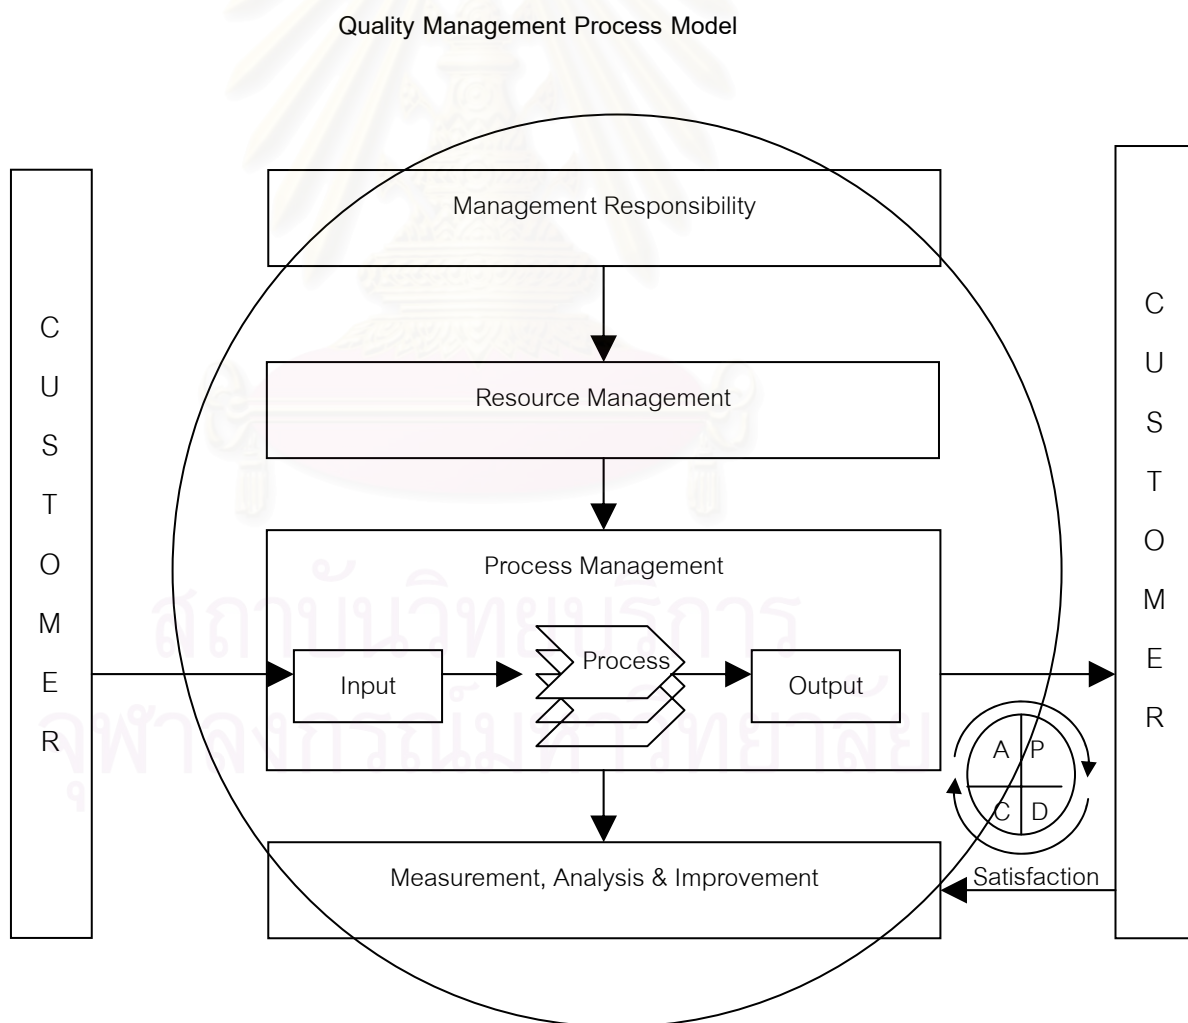 Quality Management Process Model
CUSTOMER
Management Responsibility
Resource Management
Process Management
Input
Process
Output
Measurement, Analysis & Improvement
A P
C D
Satisfaction
CUSTOMER
สถาบันวิทยบริการ
จุฬาลงกรณ์มหาวิทยาลัย